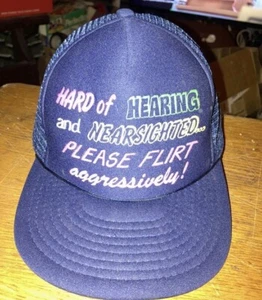 HARD of HEARING
and NEARSIGHTED...
PLEASE FLIRT
aggressively!